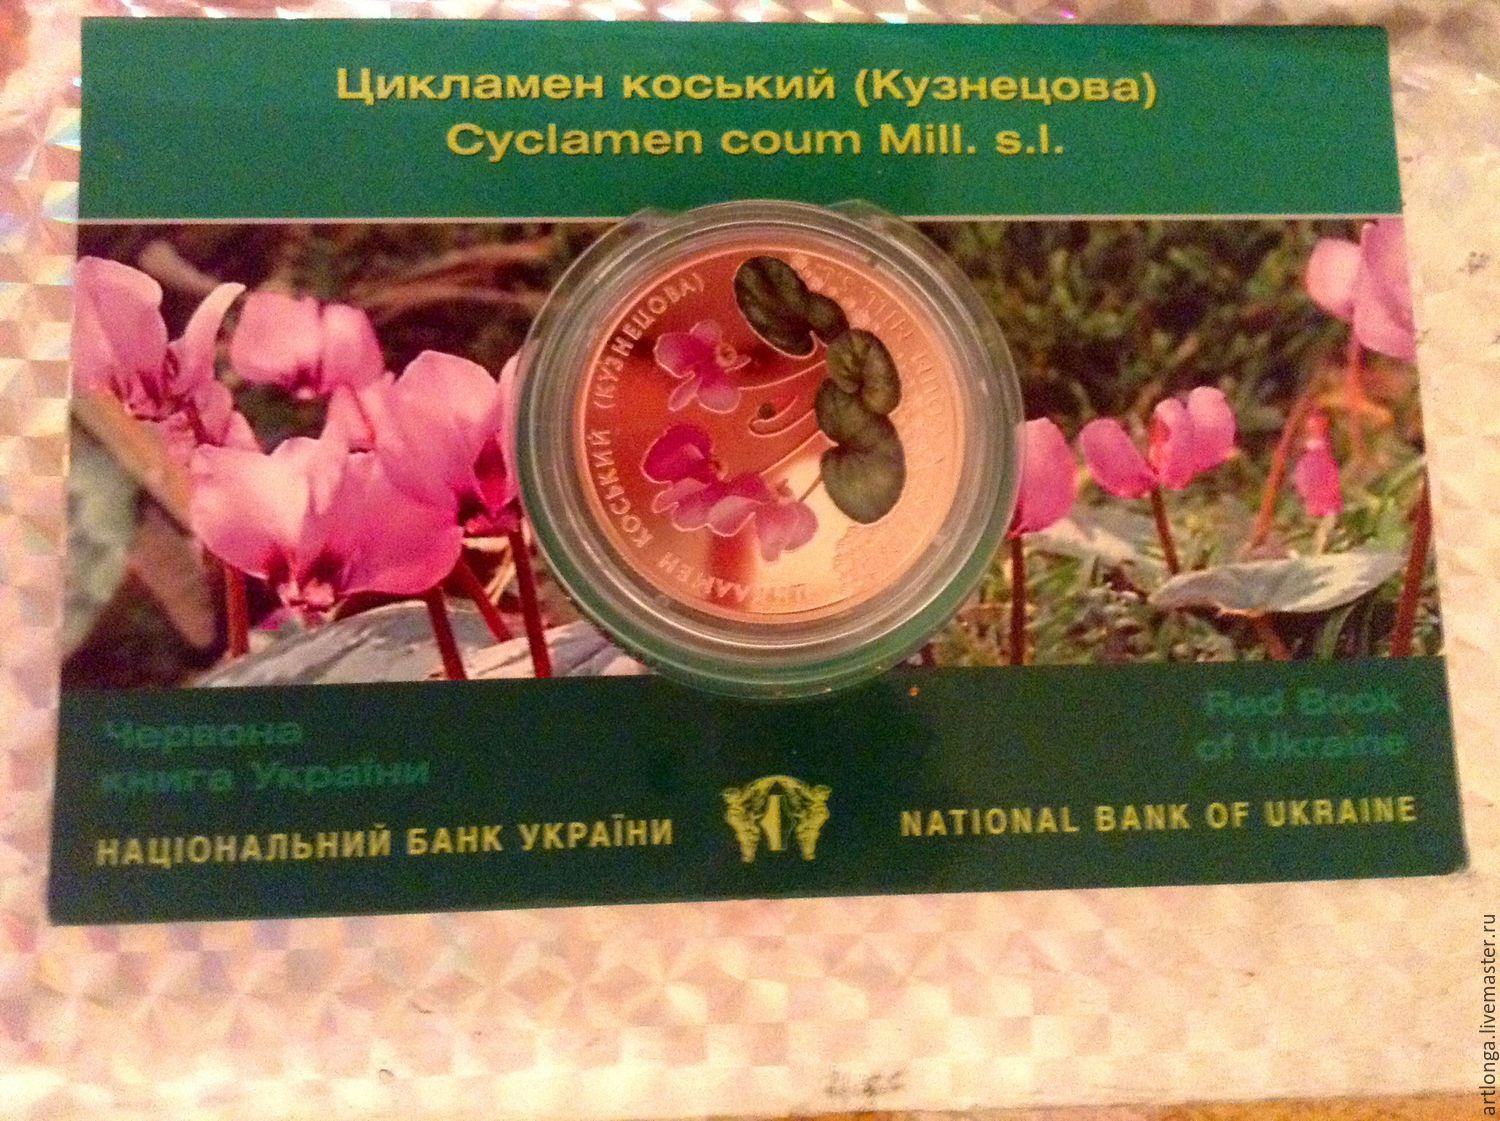 Цикламен коський (Кузнецова)
Cyclamen coum Mill. s.l.
ЦИКЛАМЕН КОСЬКИЙ (КУЗНЕЦОВА)
Червона
книга України
Red Book
of Ukraine
НАЦІОНАЛЬНИЙ БАНК УКРАЇНИ
NATIONAL BANK OF UKRAINE
artlonga.livemaster.ru